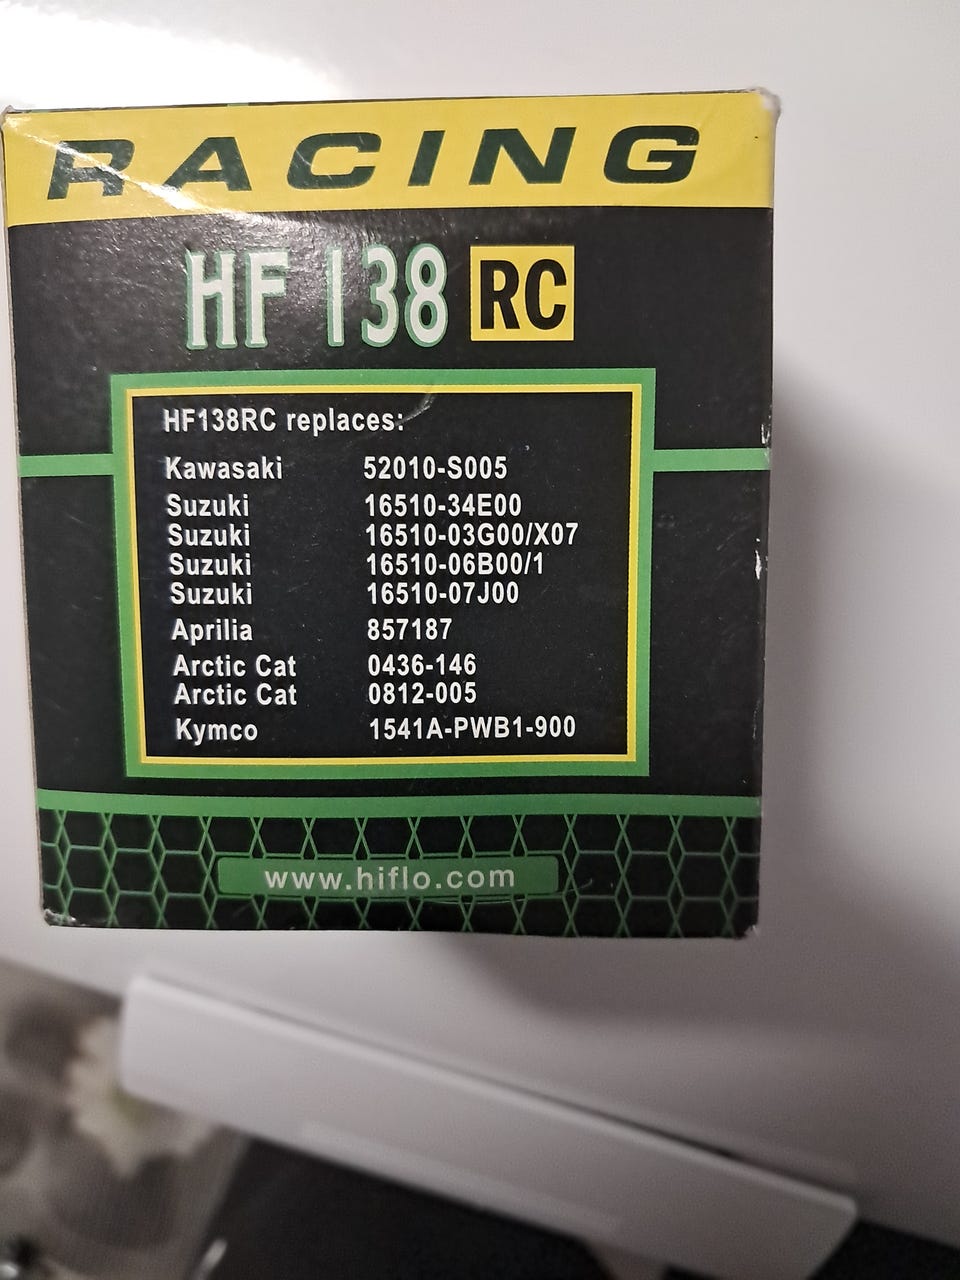 RACING
HF 138 RC
HF138RC replaces:
Kawasaki 52010-S005
Suzuki 16510-34E00
Suzuki 16510-03G00/X07
Suzuki 16510-06B00/1
Suzuki 16510-07J00
Aprilia 857187
Arctic Cat 0436-146
Arctic Cat 0812-005
Kymco 1541A-PWB1-900
www.hiflo.com